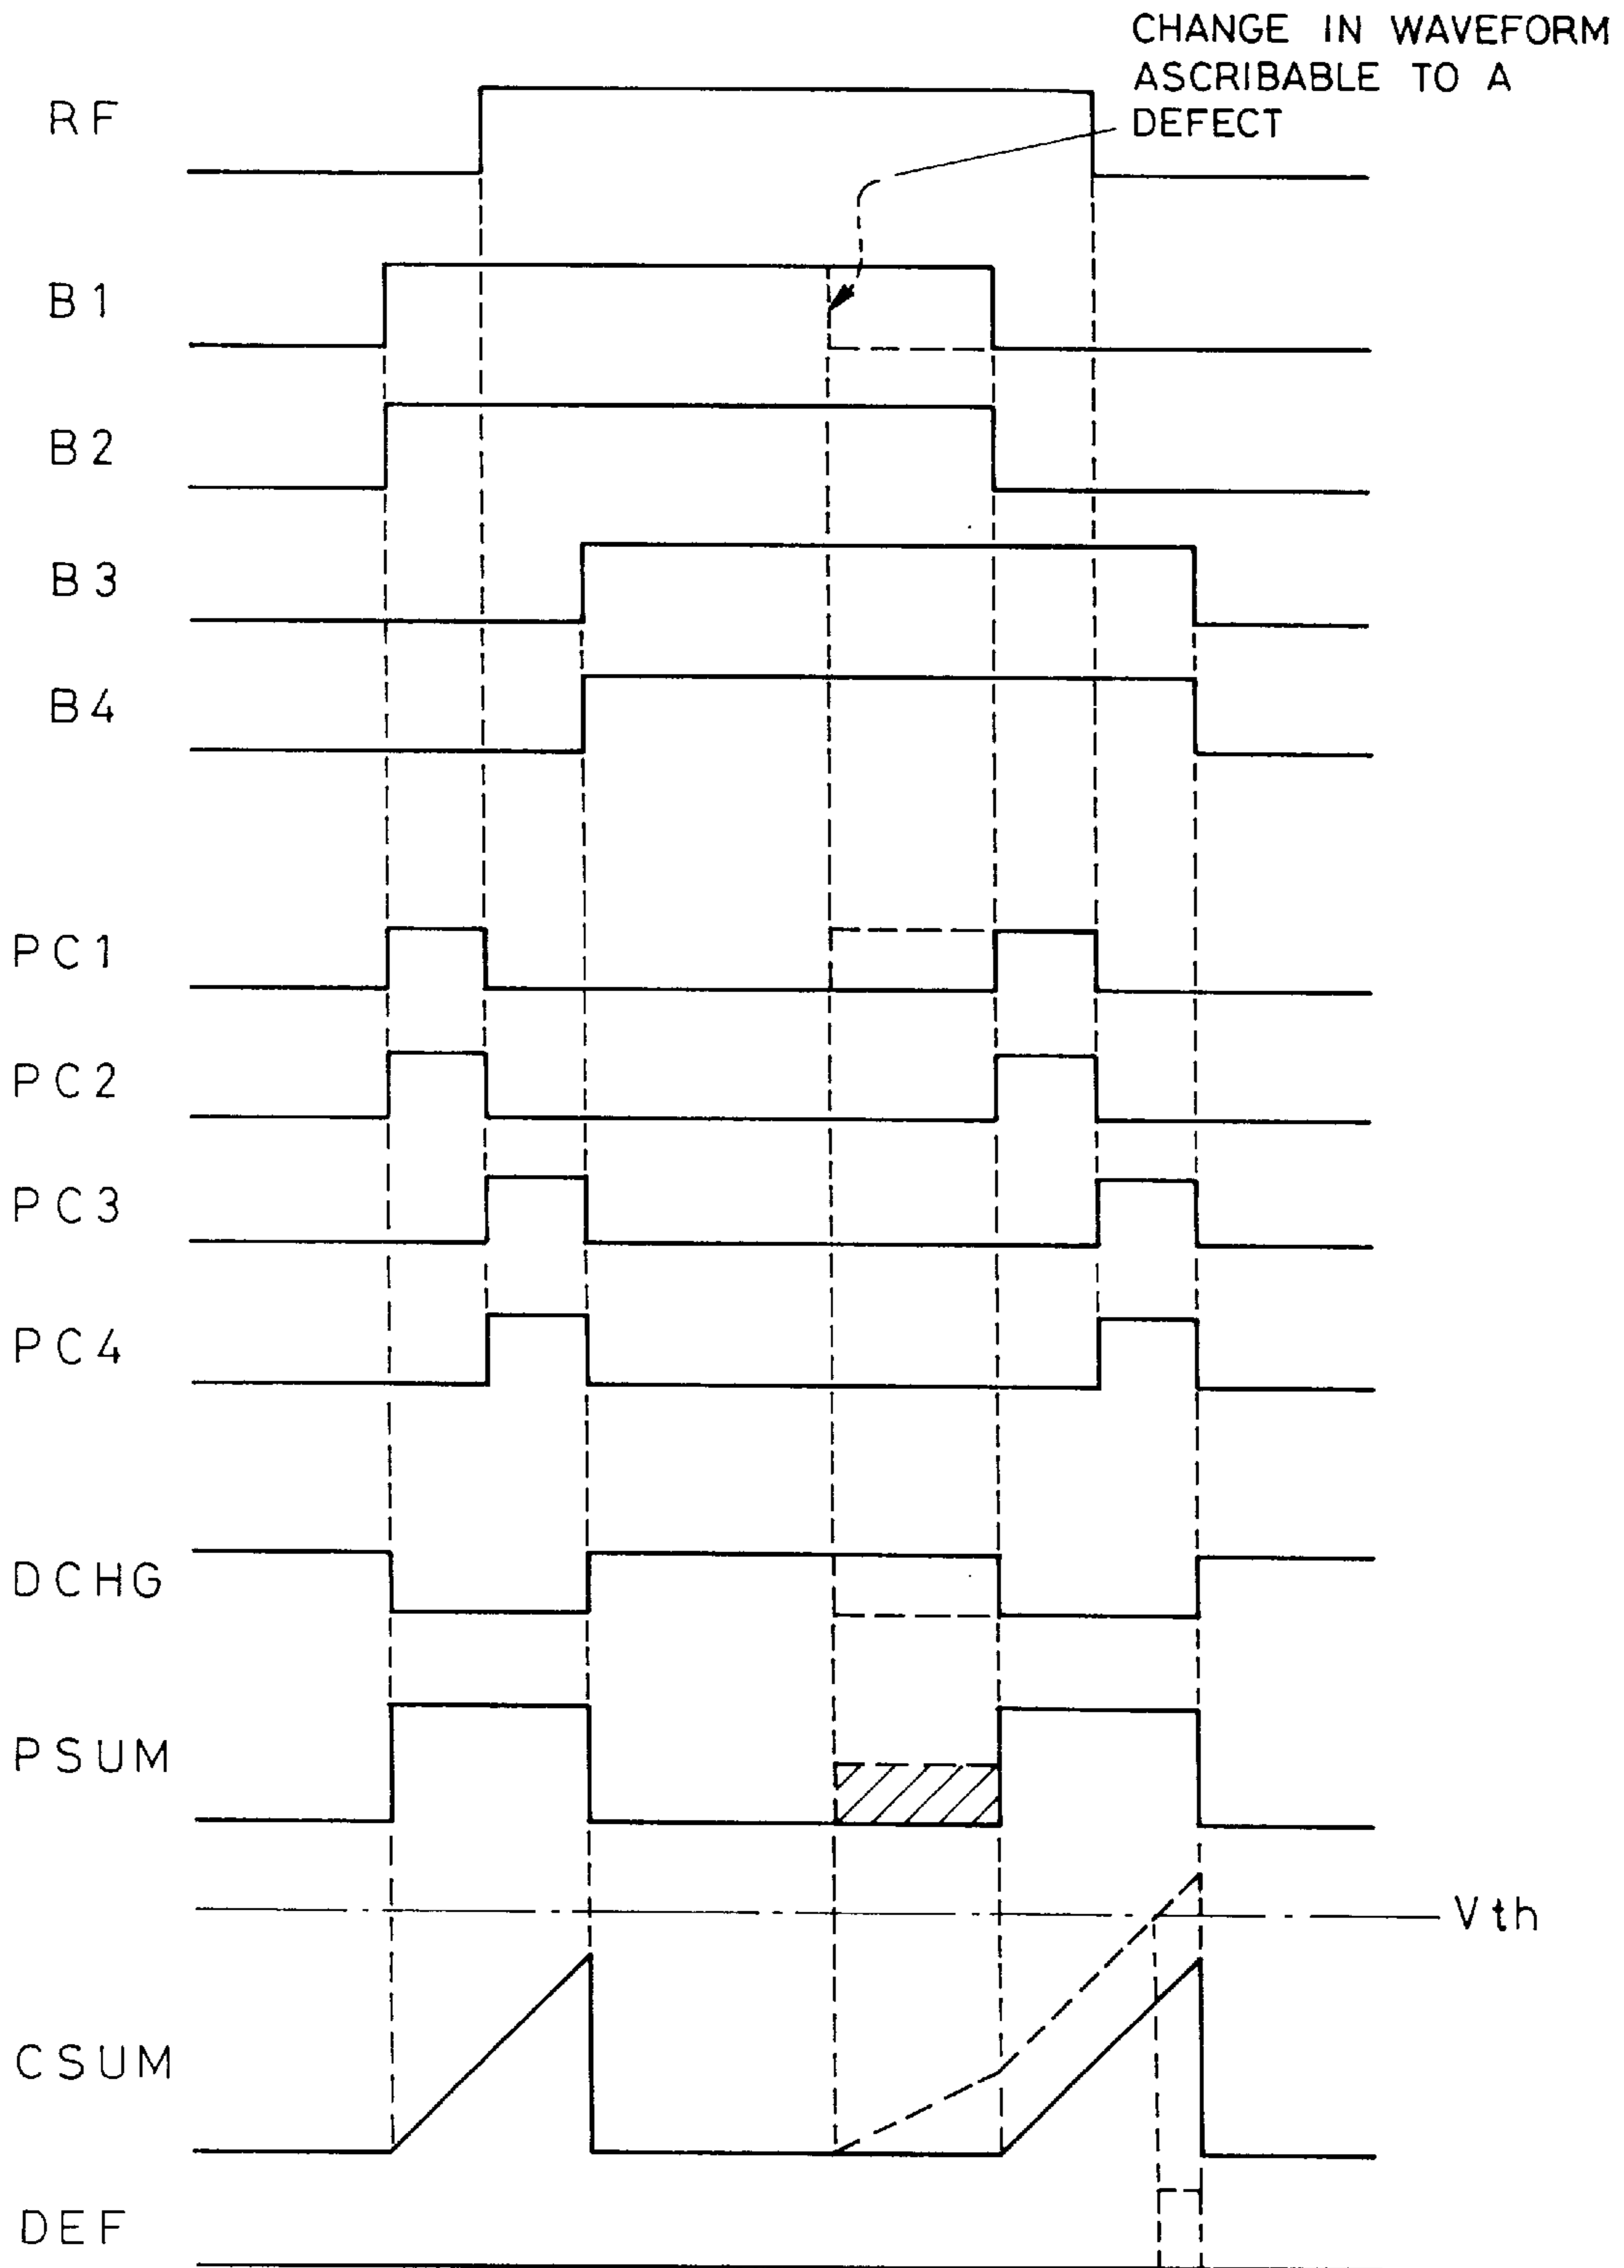 CHANGE IN WAVEFORM
ASCRIBABLE TO A
DEFECT
RF
B1
B2
B3
B4
PC1
PC2
PC3
PC4
DCHG
PSUM
Vth
CSUM
DEF